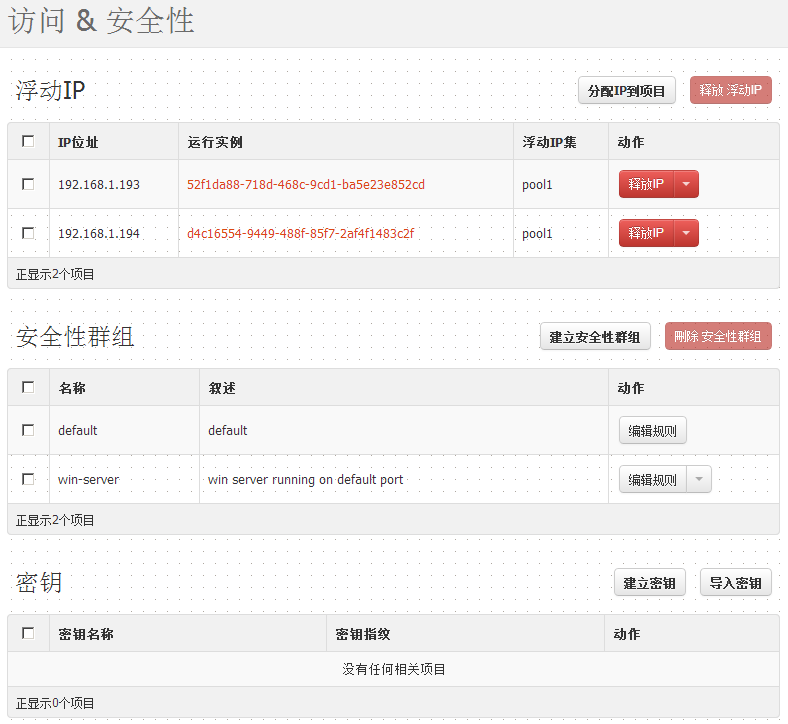 访问 & 安全性
浮动IP
分配IP到项目 释放 浮动IP
IP位址 运行实例 浮动IP集 动作
192.168.1.193 52f1da88-718d-468c-9cd1-ba5e23e852cd pool1 释放IP
192.168.1.194 d4c16554-9449-488f-85f7-2af4f1483c2f pool1 释放IP
正显示2个项目
安全性群组
建立安全性群组 刪除 安全性群组
名称 叙述 动作
default default 编辑规则
win-server win server running on default port 编辑规则
正显示2个项目
密钥
建立密钥 导入密钥
密钥名称 密钥指纹 动作
没有任何相关项目
正显示0个项目